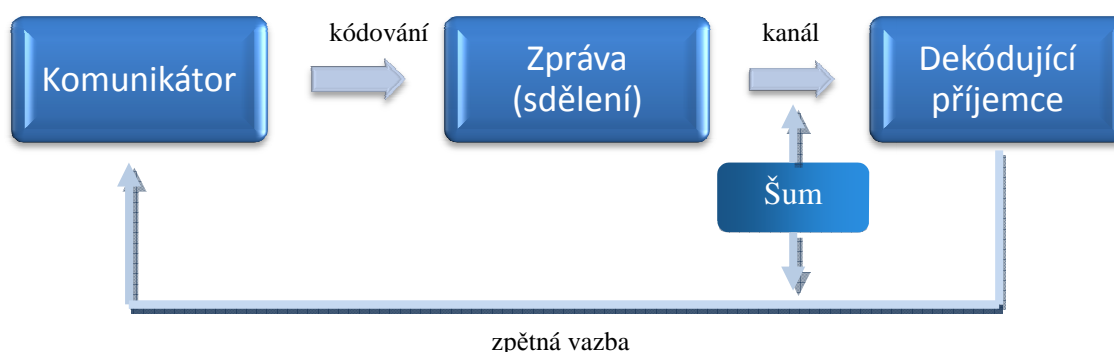 kódování
kanál
Komunikátor
Zpráva
(sdělení)
Dekódující
příjemce
Šum
zpětná vazba